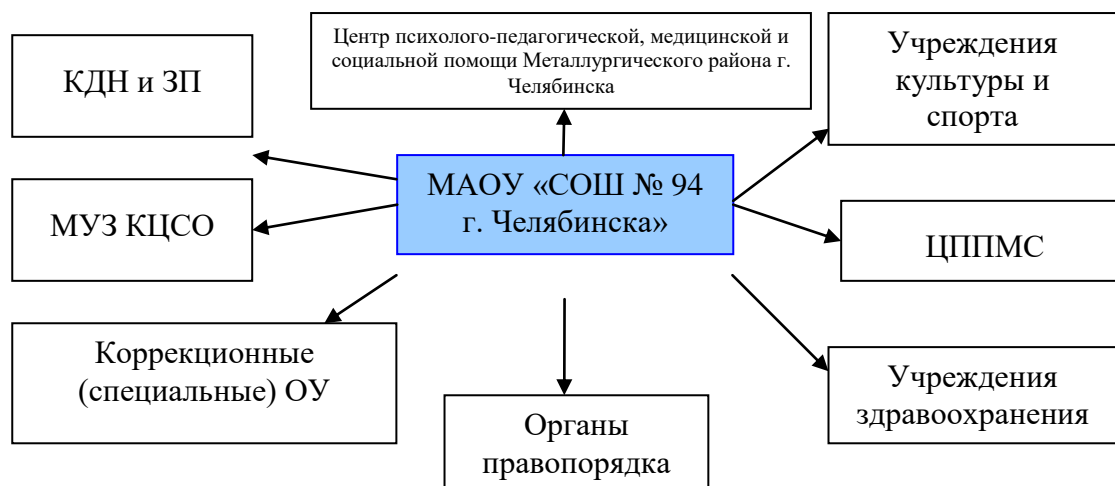 Центр психолого-педагогической, медицинской и
социальной помощи Металлургического района г.
Челябинска
КДН и ЗП
Учреждения
культуры и
спорта
МАОУ «СОШ № 94
г. Челябинска»
МУЗ КЦСО
ЦППМС
Коррекционные
(специальные) ОУ
Учреждения
здравоохранения
Органы
правопорядка